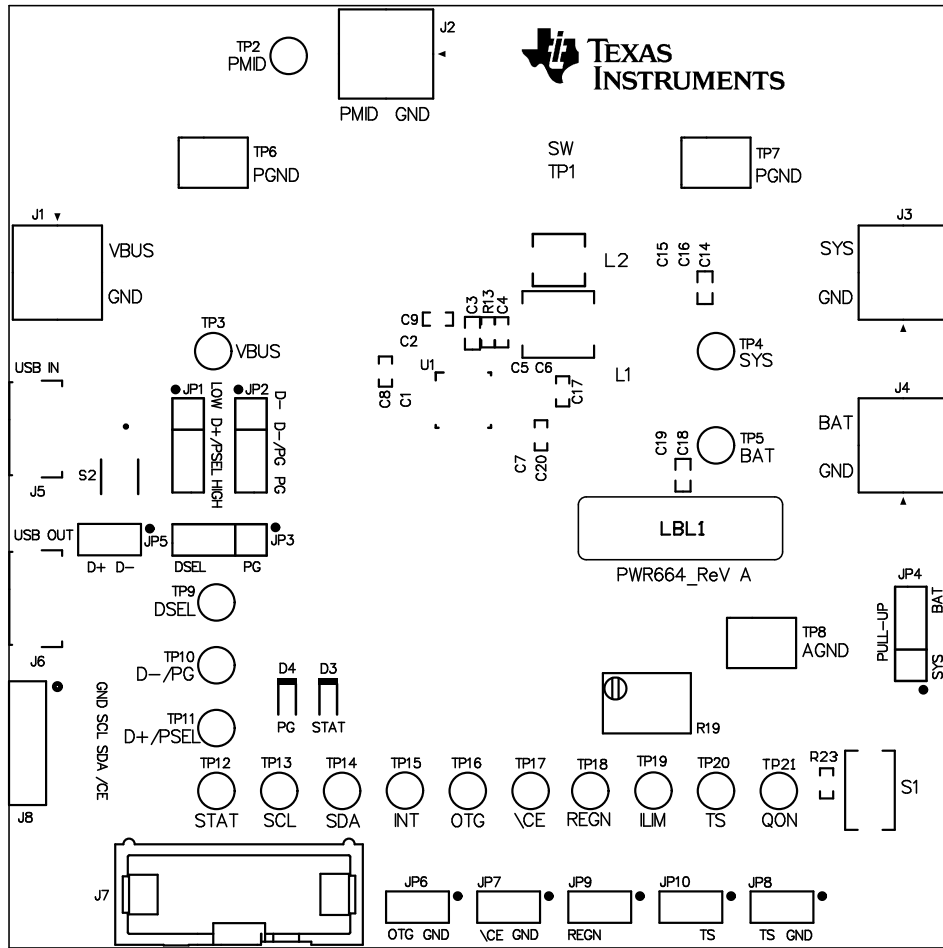 J2
TP2
PMID
TEXAS
INSTRUMENTS
PMID GND
TP6
PGND
SW
TP1
TP7
PGND
J1
VBUS
GND
J3
SYS
GND
L2
C15
C16
C14
C9
C3
R13
C4
C2
TP3
VBUS
U1
C5 C6
L1
TP4
SYS
USB IN
JP1
JP2
C8
C1
C17
J4
BAT
GND
LOW D+/PSEL HIGH
D- D-/PG PG
C7
C20
C19
C18
TP5
BAT
S2
J5
USB OUT
JP5
JP3
D+ D-
DSEL
PG
LBL1
PWR664_ReV A
TP9
DSEL
JP4
PULL-UP
BAT
SYS
TP8
AGND
J6
TP10
D-/PG
D4
D3
PG
STAT
GND SCL SDA /CE
TP11
D+/PSEL
R19
TP12
TP13
TP14
TP15
TP16
TP17
TP18
TP19
TP20
TP21
R23
S1
STAT
SCL
SDA
INT
OTG
\CE
REGN
ILIM
TS
QON
J8
J7
JP6
JP7
JP9
JP10
JP8
OTG GND
\CE GND
REGN
TS
TS GND